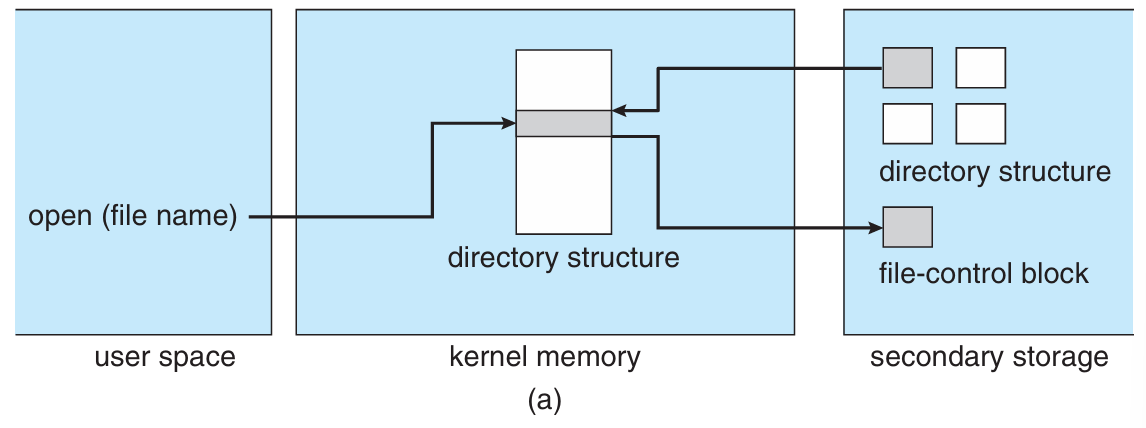 directory structure
open (file name)
directory structure
file-control block
user space
kernel memory
secondary storage
(a)